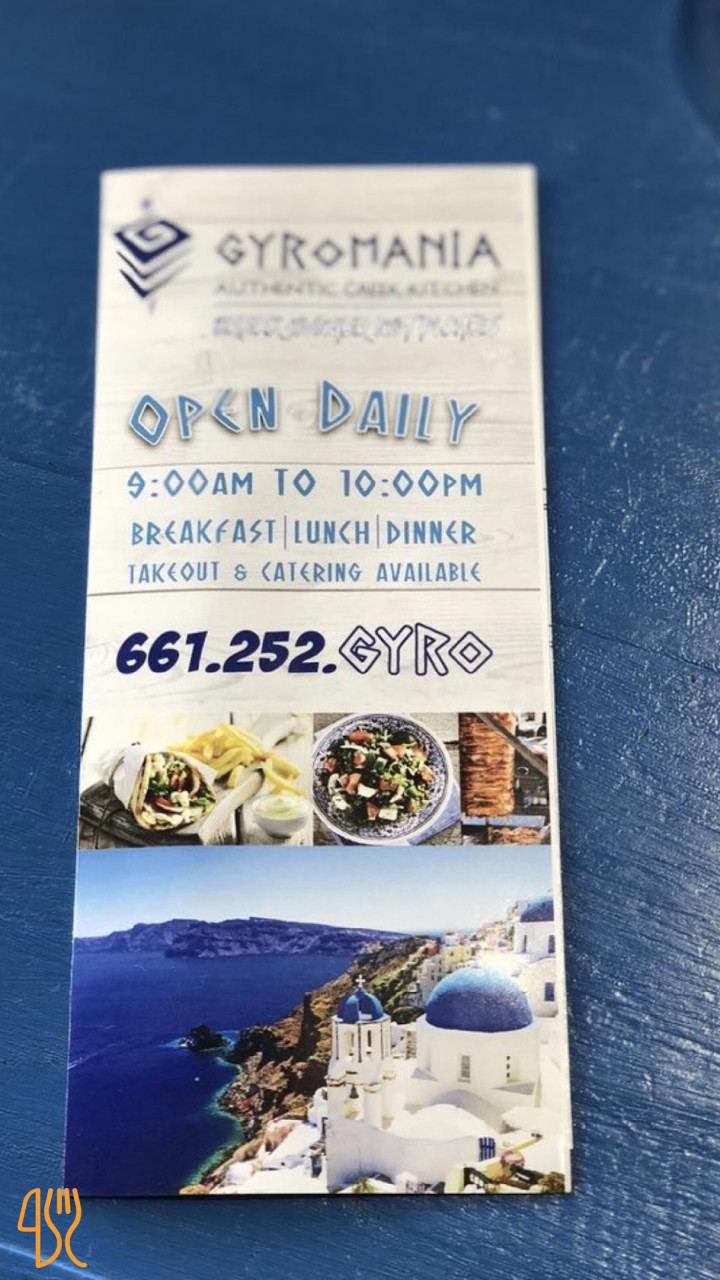 GYROMANIA
AUTHENTIC GREEK KITCHEN
OPEN DAILY
9:00AM TO 10:00PM
BREAKFAST|LUNCH|DINNER
TAKEOUT & CATERING AVAILABLE
661.252.GYRO